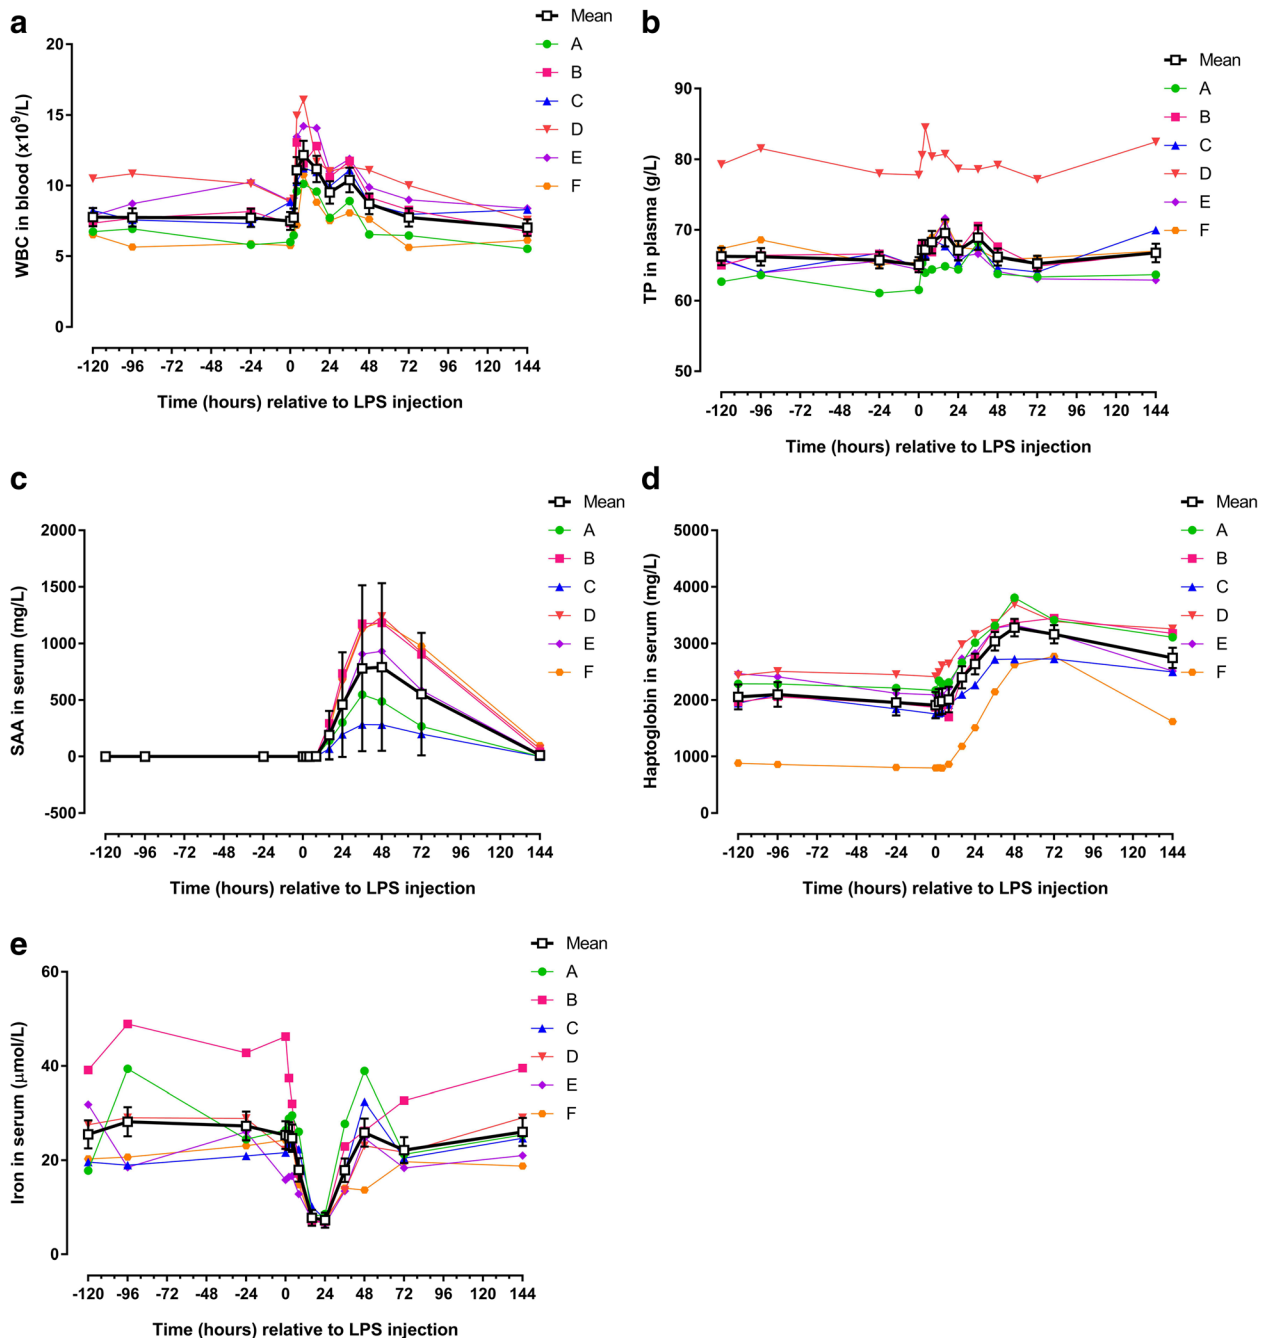 a
WBC in blood (x10⁹/L)
20
15
10
5
0
-120 -96 -72 -48 -24 0 24 48 72 96 120 144
Time (hours) relative to LPS injection
Mean
A
B
C
D
E
F
b
TP in plasma (g/L)
90
80
70
60
50
-120 -96 -72 -48 -24 0 24 48 72 96 120 144
Time (hours) relative to LPS injection
Mean
A
B
C
D
E
F
c
SAA in serum (mg/L)
2000
1500
1000
500
0
-500
-120 -96 -72 -48 -24 0 24 48 72 96 120 144
Time (hours) relative to LPS injection
Mean
A
B
C
D
E
F
d
Haptoglobin in serum (mg/L)
5000
4000
3000
2000
1000
0
-120 -96 -72 -48 -24 0 24 48 72 96 120 144
Time (hours) relative to LPS injection
Mean
A
B
C
D
E
F
e
Iron in serum (μmol/L)
60
40
20
0
-120 -96 -72 -48 -24 0 24 48 72 96 120 144
Time (hours) relative to LPS injection
Mean
A
B
C
D
E
F